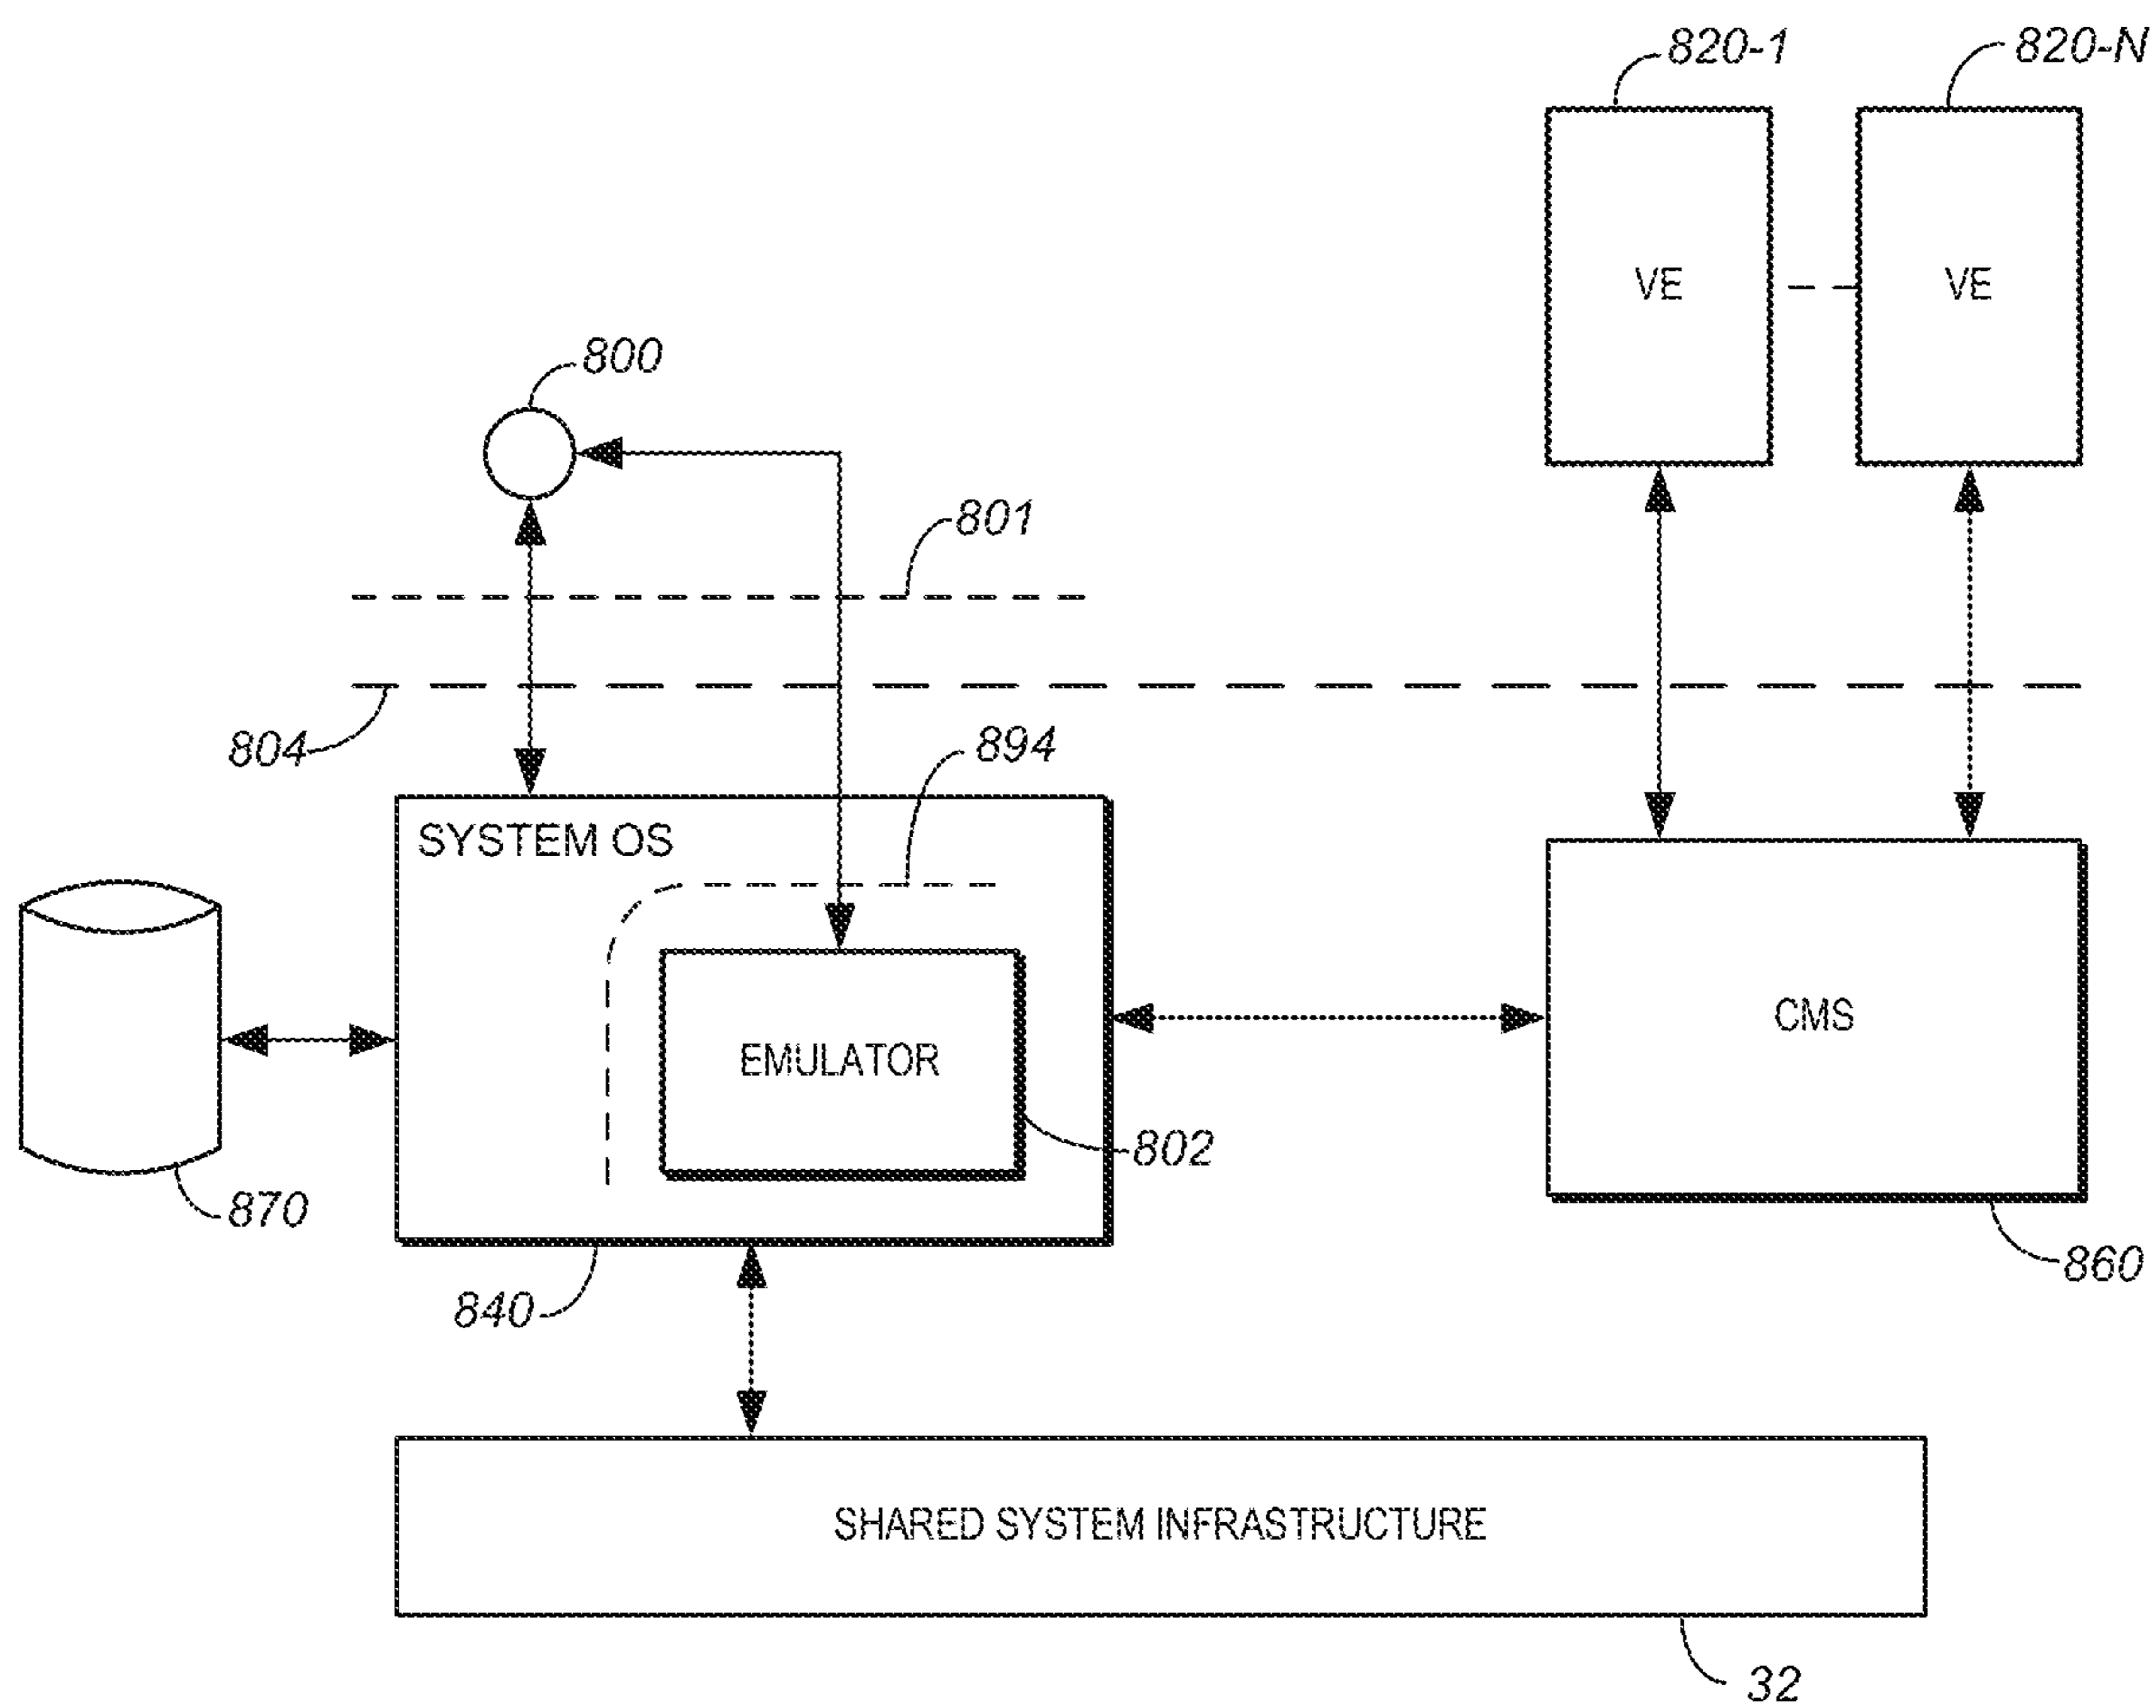 820-1
820-N
VE
VE
800
801
804
894
SYSTEM OS
EMULATOR
CMS
802
870
840
860
SHARED SYSTEM INFRASTRUCTURE
32